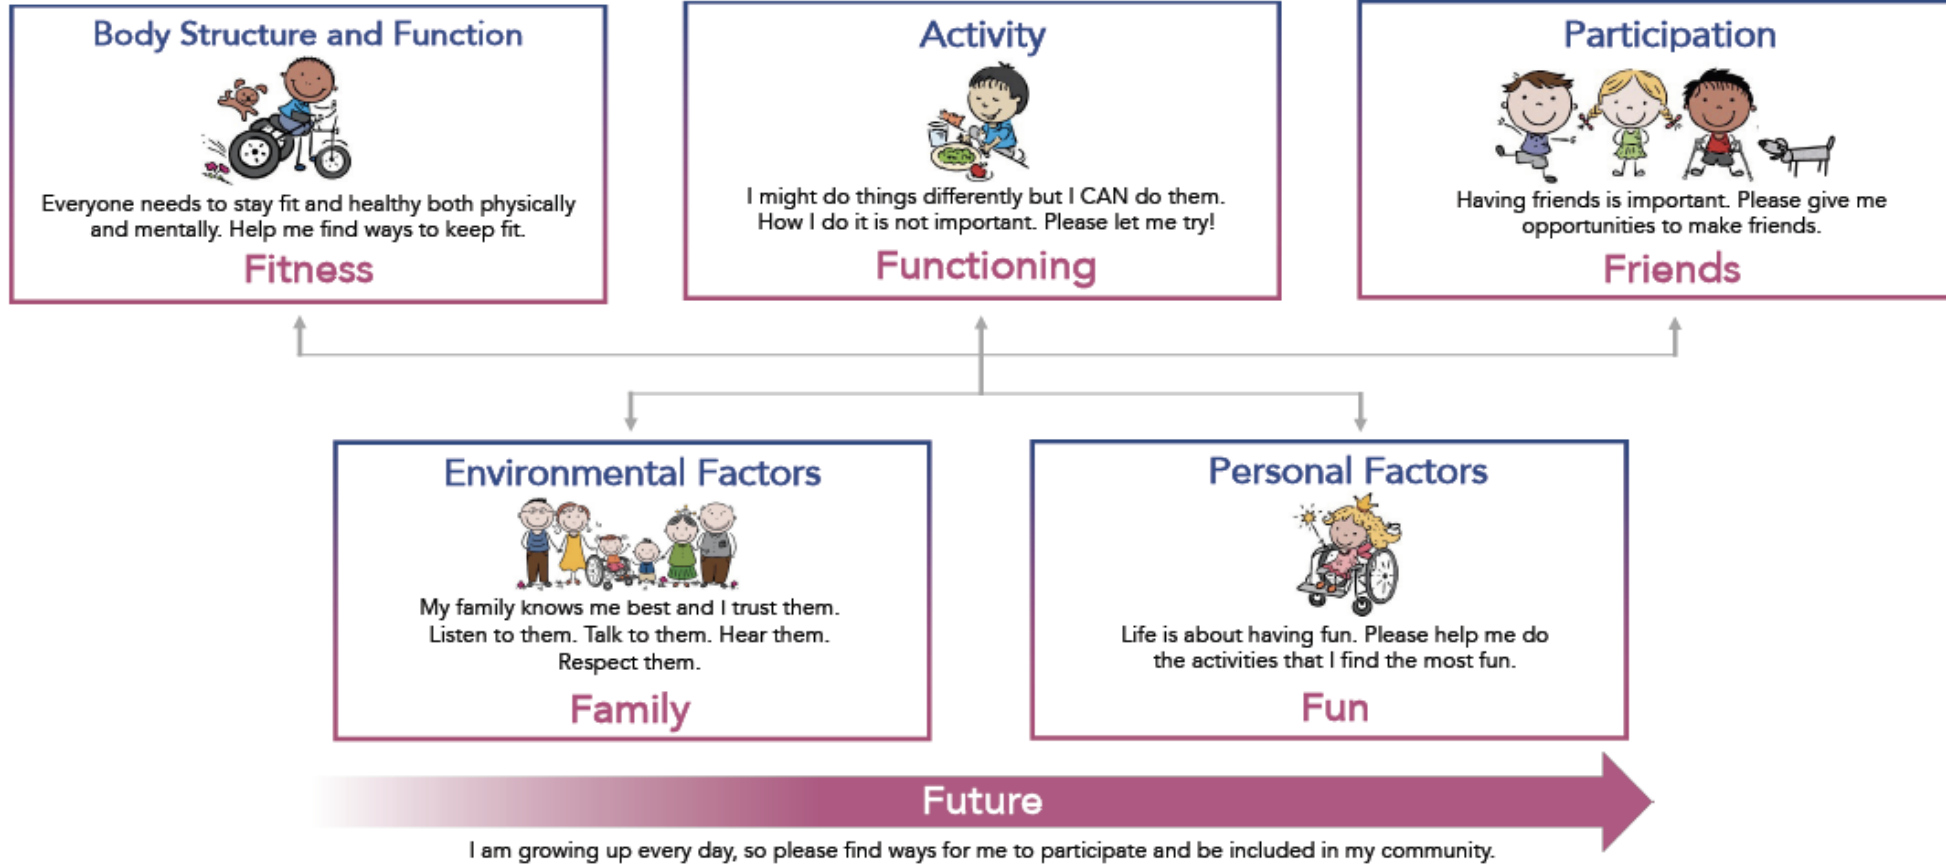 Body Structure and Function
Everyone needs to stay fit and healthy both physically
and mentally. Help me find ways to keep fit.
Fitness
Activity
I might do things differently but I CAN do them.
How I do it is not important. Please let me try!
Functioning
Participation
Having friends is important. Please give me
opportunities to make friends.
Friends
Environmental Factors
My family knows me best and I trust them.
Listen to them. Talk to them. Hear them.
Respect them.
Family
Personal Factors
Life is about having fun. Please help me do
the activities that I find the most fun.
Fun
Future
I am growing up every day, so please find ways for me to participate and be included in my community.